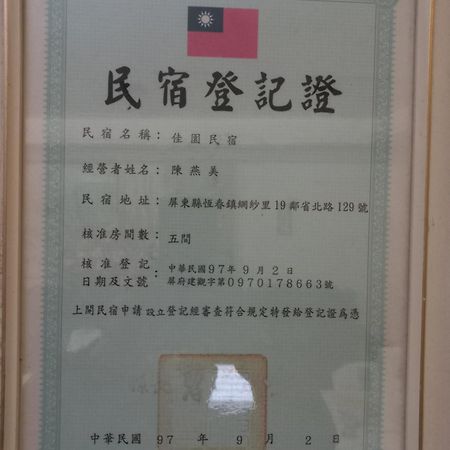 民宿登記證
民宿名稱：佳園民宿
經營者姓名：陳燕美
民宿地址：屏東縣恆春鎮網紗里19鄰省北路129號
核准房間數：五間
核准登記日期及文號：中華民國97年9月2日
屏府建觀字第0970178663號
上開民宿申請設立登記經審查符合規定特發給登記證為憑
中華民國 97 年 9 月 2 日